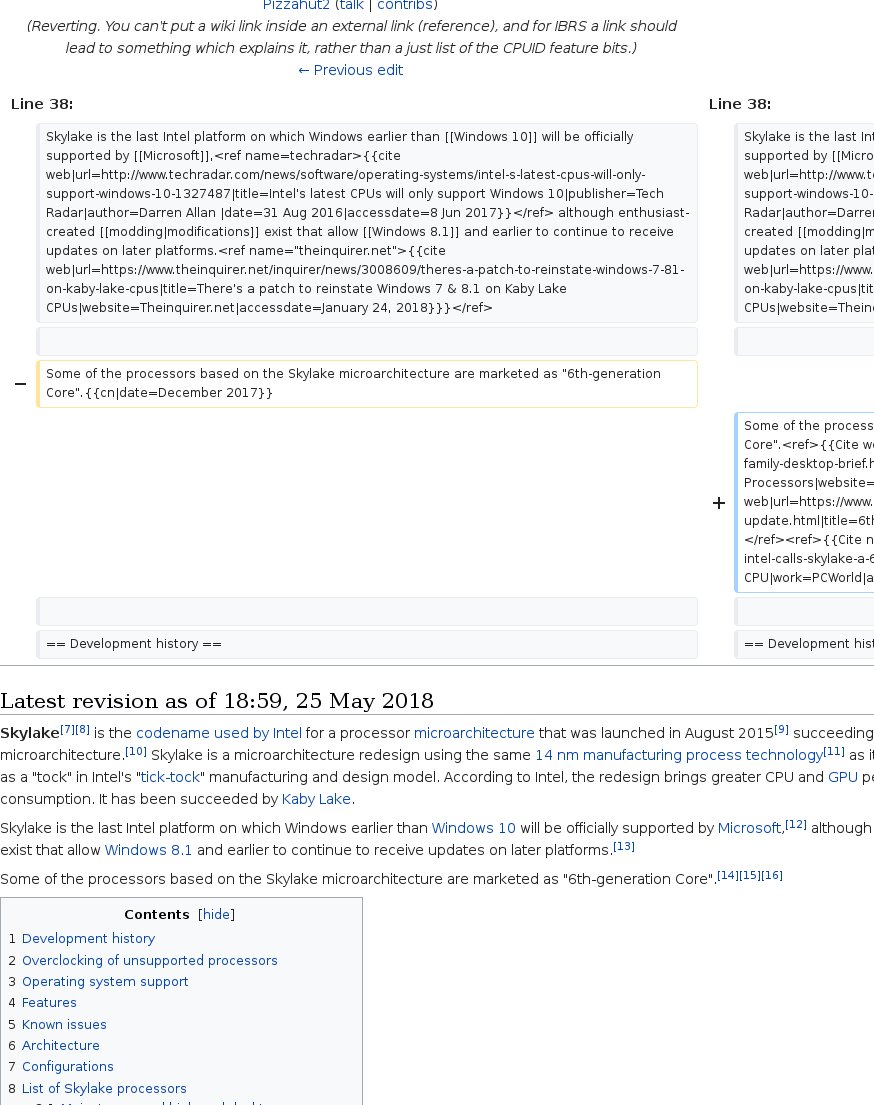 Pizzahut2 (talk | contribs)
(Reverting. You can't put a wiki link inside an external link (reference), and for IBRS a link should
lead to something which explains it, rather than a just list of the CPUID feature bits.)
← Previous edit
Line 38:
Skylake is the last Intel platform on which Windows earlier than [[Windows 10]] will be officially
supported by [[Microsoft]],<ref name=techradar>{{cite
web|url=http://www.techradar.com/news/software/operating-systems/intel-s-latest-cpus-will-only-
support-windows-10-1327487|title=Intel's latest CPUs will only support Windows 10|publisher=Tech
Radar|author=Darren Allan |date=31 Aug 2016|accessdate=8 Jun 2017}}</ref> although enthusiast-
created [[modding|modifications]] exist that allow [[Windows 8.1]] and earlier to continue to receive
updates on later platforms.<ref name="theinquirer.net">{{cite
web|url=https://www.theinquirer.net/inquirer/news/3008609/theres-a-patch-to-reinstate-windows-7-81-
on-kaby-lake-cpus|title=There's a patch to reinstate Windows 7 & 8.1 on Kaby Lake
CPUs|website=Theinquirer.net|accessdate=January 24, 2018}}}</ref>
− Some of the processors based on the Skylake microarchitecture are marketed as "6th-generation
Core".{{cn|date=December 2017}}
== Development history ==
Line 38:
Skylake is the last Int
supported by [[Micro
web|url=http://www.t
support-windows-10-
Radar|author=Darren
created [[modding|m
updates on later plat
web|url=https://www.
on-kaby-lake-cpus|tit
CPUs|website=Thein
+ Some of the process
Core".<ref>{{Cite w
family-desktop-brief.h
Processors|website=
web|url=https://www.
update.html|title=6th
</ref><ref>{{Cite n
intel-calls-skylake-a-6
CPU|work=PCWorld|a
== Development hist
Latest revision as of 18:59, 25 May 2018
Skylake[7][8] is the codename used by Intel for a processor microarchitecture that was launched in August 2015[9] succeeding
microarchitecture.[10] Skylake is a microarchitecture redesign using the same 14 nm manufacturing process technology[11] as it
as a "tock" in Intel's "tick-tock" manufacturing and design model. According to Intel, the redesign brings greater CPU and GPU pe
consumption. It has been succeeded by Kaby Lake.
Skylake is the last Intel platform on which Windows earlier than Windows 10 will be officially supported by Microsoft,[12] although
exist that allow Windows 8.1 and earlier to continue to receive updates on later platforms.[13]
Some of the processors based on the Skylake microarchitecture are marketed as "6th-generation Core".[14][15][16]
Contents [hide]
1 Development history
2 Overclocking of unsupported processors
3 Operating system support
4 Features
5 Known issues
6 Architecture
7 Configurations
8 List of Skylake processors